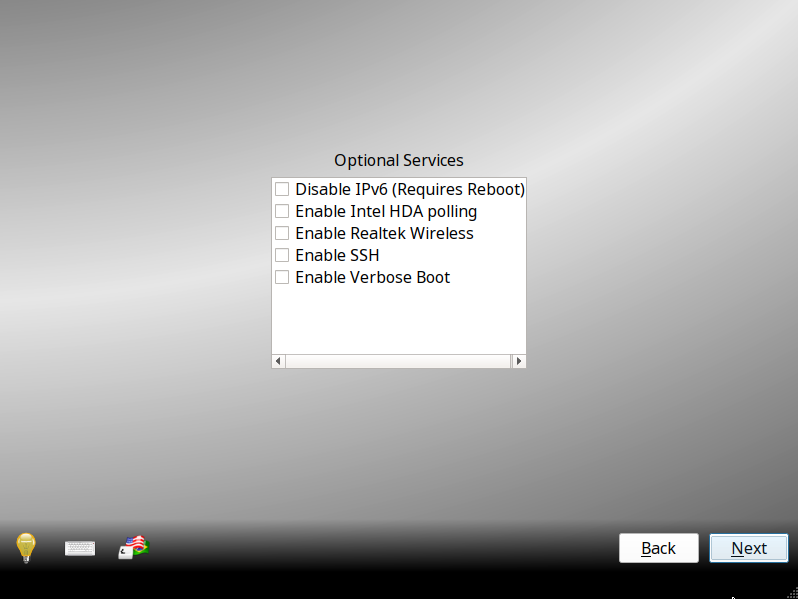 Optional Services
Disable IPv6 (Requires Reboot)
Enable Intel HDA polling
Enable Realtek Wireless
Enable SSH
Enable Verbose Boot
Back
Next